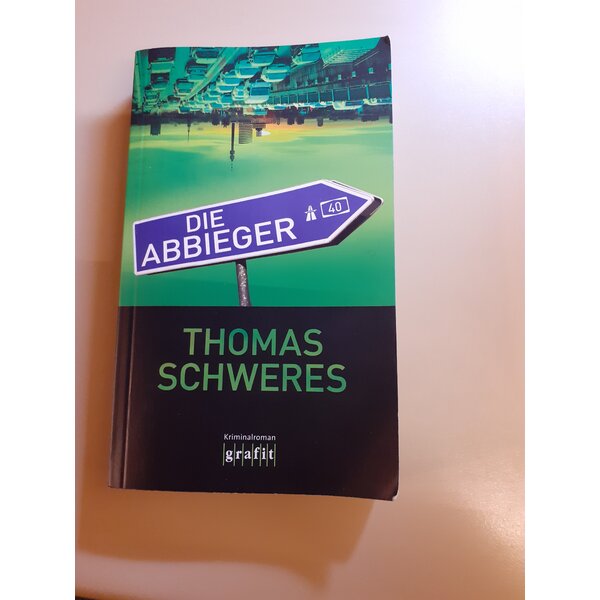 DIE
ABBIEGER
40
THOMAS
SCHWERES
Kriminalroman
grafit